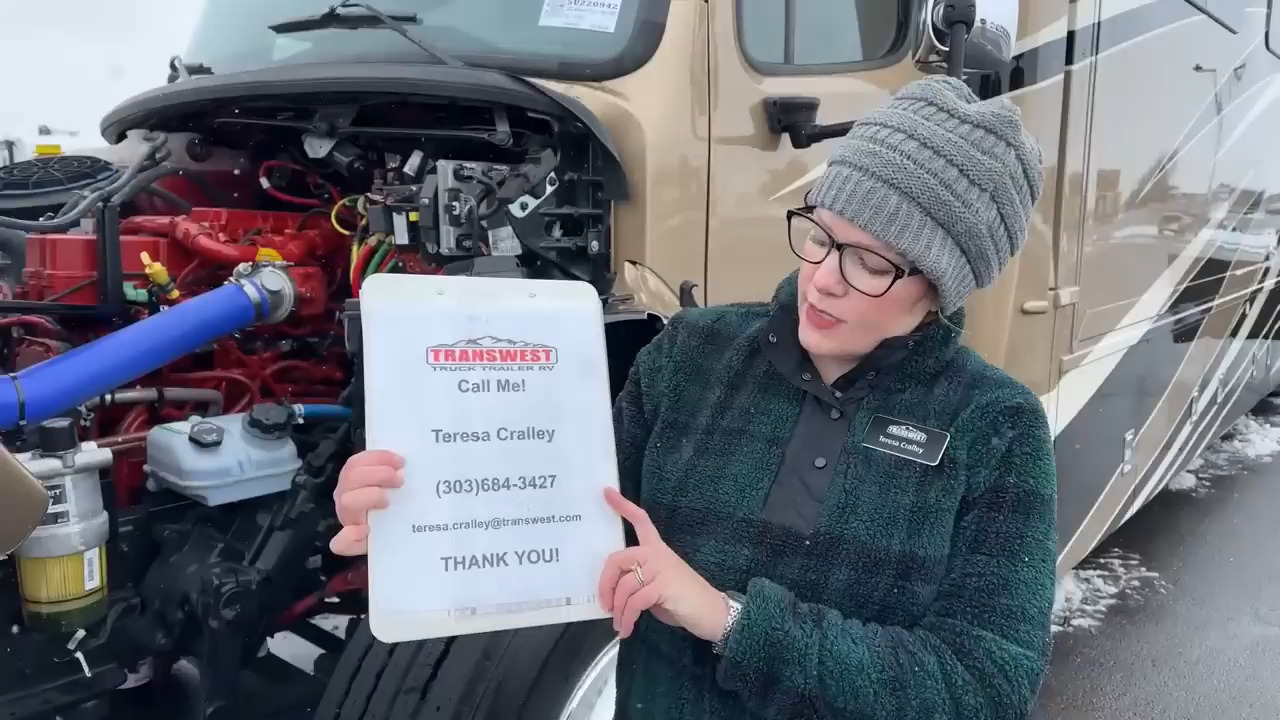 5U220942
TRANSWEST
TRUCK TRAILER RV
Call Me!
Teresa Cralley
(303)684-3427
teresa.cralley@transwest.com
THANK YOU!
TRANSWEST
Teresa Cralley